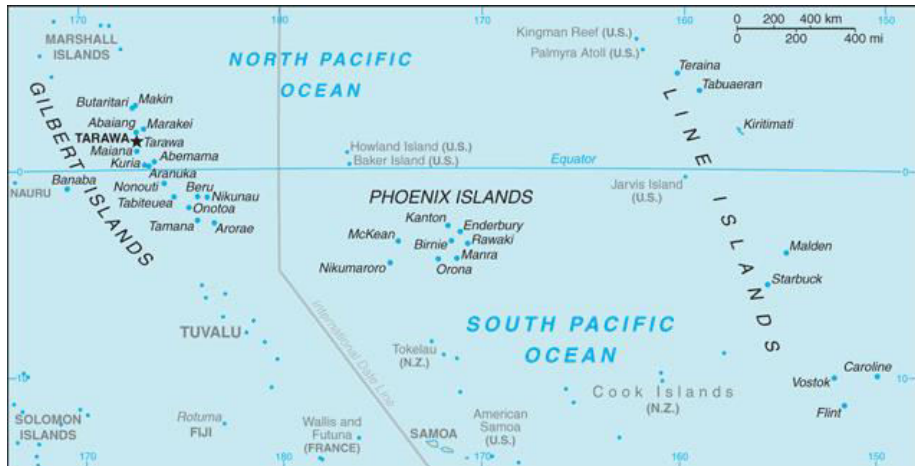 170
180
170
160
150
0 200 400 km
0 200 400 mi
MARSHALL
ISLANDS
NORTH PACIFIC
OCEAN
Kingman Reef (U.S.)
Palmyra Atoll (U.S.)
Teraina
Tabuaeran
Kiritimati
LINE ISLANDS
GILBERT ISLANDS
Butaritari
Makin
Abaiang
Marakei
TARAWA
Tarawa
Maiana
Abemama
Kuria
Aranuka
Banaba
NAURU
Nonouti
Beru
Nikunau
Tabiteuea
Onotoa
Tamana
Arorae
Howland Island (U.S.)
Baker Island (U.S.)
Equator
0
0
Jarvis Island
(U.S.)
PHOENIX ISLANDS
Kanton
Enderbury
McKean
Birnie
Rawaki
Manra
Nikumaroro
Orona
Malden
Starbuck
International Date Line
SOUTH PACIFIC
OCEAN
TUVALU
Tokelau
(N.Z.)
Cook Islands
(N.Z.)
Caroline
Vostok
Flint
10
10
SOLOMON
ISLANDS
Rotuma
FIJI
Wallis and
Futuna
(FRANCE)
SAMOA
American
Samoa
(U.S.)
170
180
170
160
150